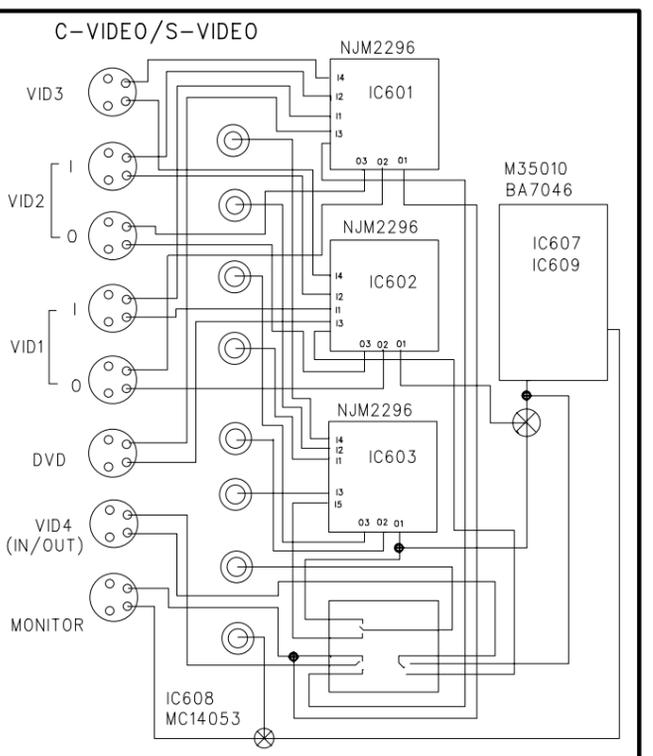 C-VIDEO/S-VIDEO
NJM2296
I4
I2
I1
I3
IC601
O3 O2 O1
VID3
VID2
I
O
M35010
BA7046
IC607
IC609
NJM2296
I4
I2
I1
I3
IC602
O3 O2 O1
VID1
I
O
NJM2296
I4
I2
I1
I3
I5
IC603
O3 O2 O1
DVD
VID4
(IN/OUT)
MONITOR
IC608
MC14053